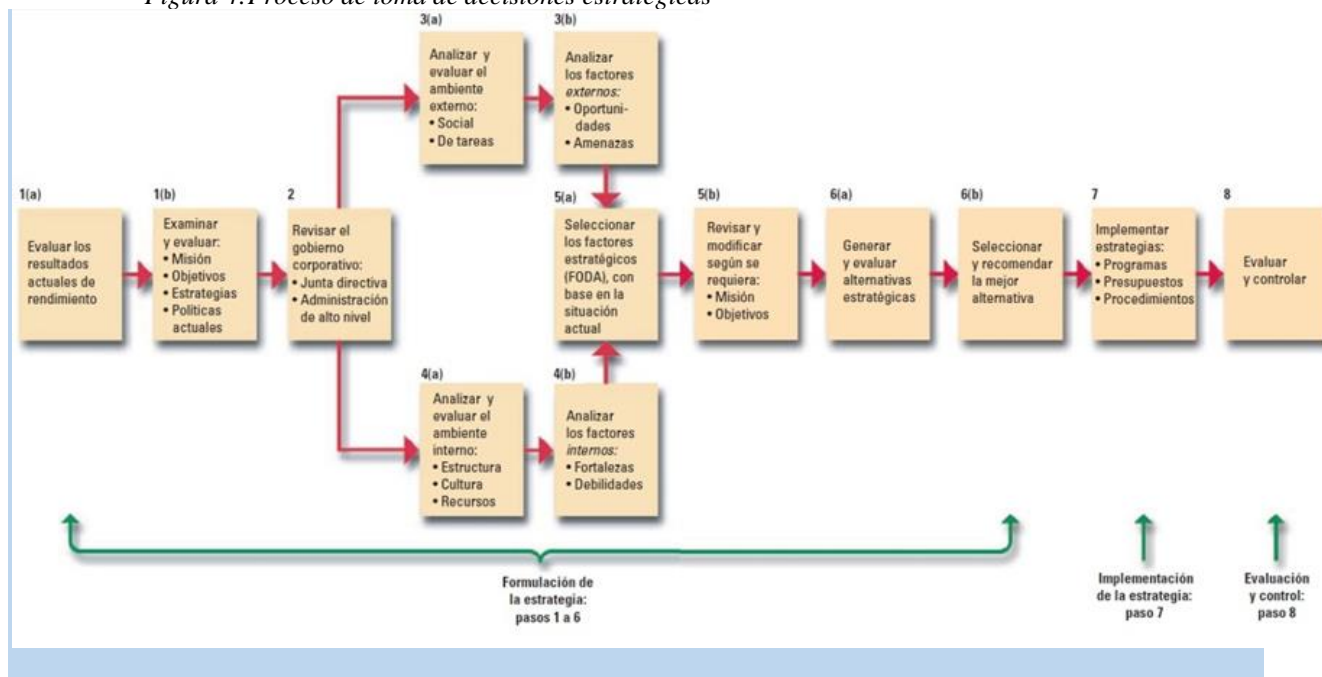 Figura 4.Proceso de toma de decisiones estratégicas
3(a)
Analizar y
evaluar el
ambiente
externo:
• Social
• De tareas
3(b)
Analizar
los factores
externos:
• Oportuni-
dades
• Amenazas
1(a)
Evaluar los
resultados
actuales de
rendimiento
1(b)
Examinar
y evaluar:
• Misión
• Objetivos
• Estrategias
• Políticas
actuales
2
Revisar el
gobierno
corporativo:
• Junta directiva
• Administración
de alto nivel
5(a)
Seleccionar
los factores
estratégicos
(FODA), con
base en la
situación
actual
5(b)
Revisar y
modificar
según se
requiera:
• Misión
• Objetivos
6(a)
Generar
y evaluar
alternativas
estratégicas
6(b)
Seleccionar
y recomendar
la mejor
alternativa
7
Implementar
estrategias:
• Programas
• Presupuestos
• Procedimientos
8
Evaluar
y controlar
4(a)
Analizar y
evaluar el
ambiente
interno:
• Estructura
• Cultura
• Recursos
4(b)
Analizar
los factores
internos:
• Fortalezas
• Debilidades
Formulación de
la estrategia:
pasos 1 a 6
Implementación
de la estrategia:
paso 7
Evaluación
y control:
paso 8